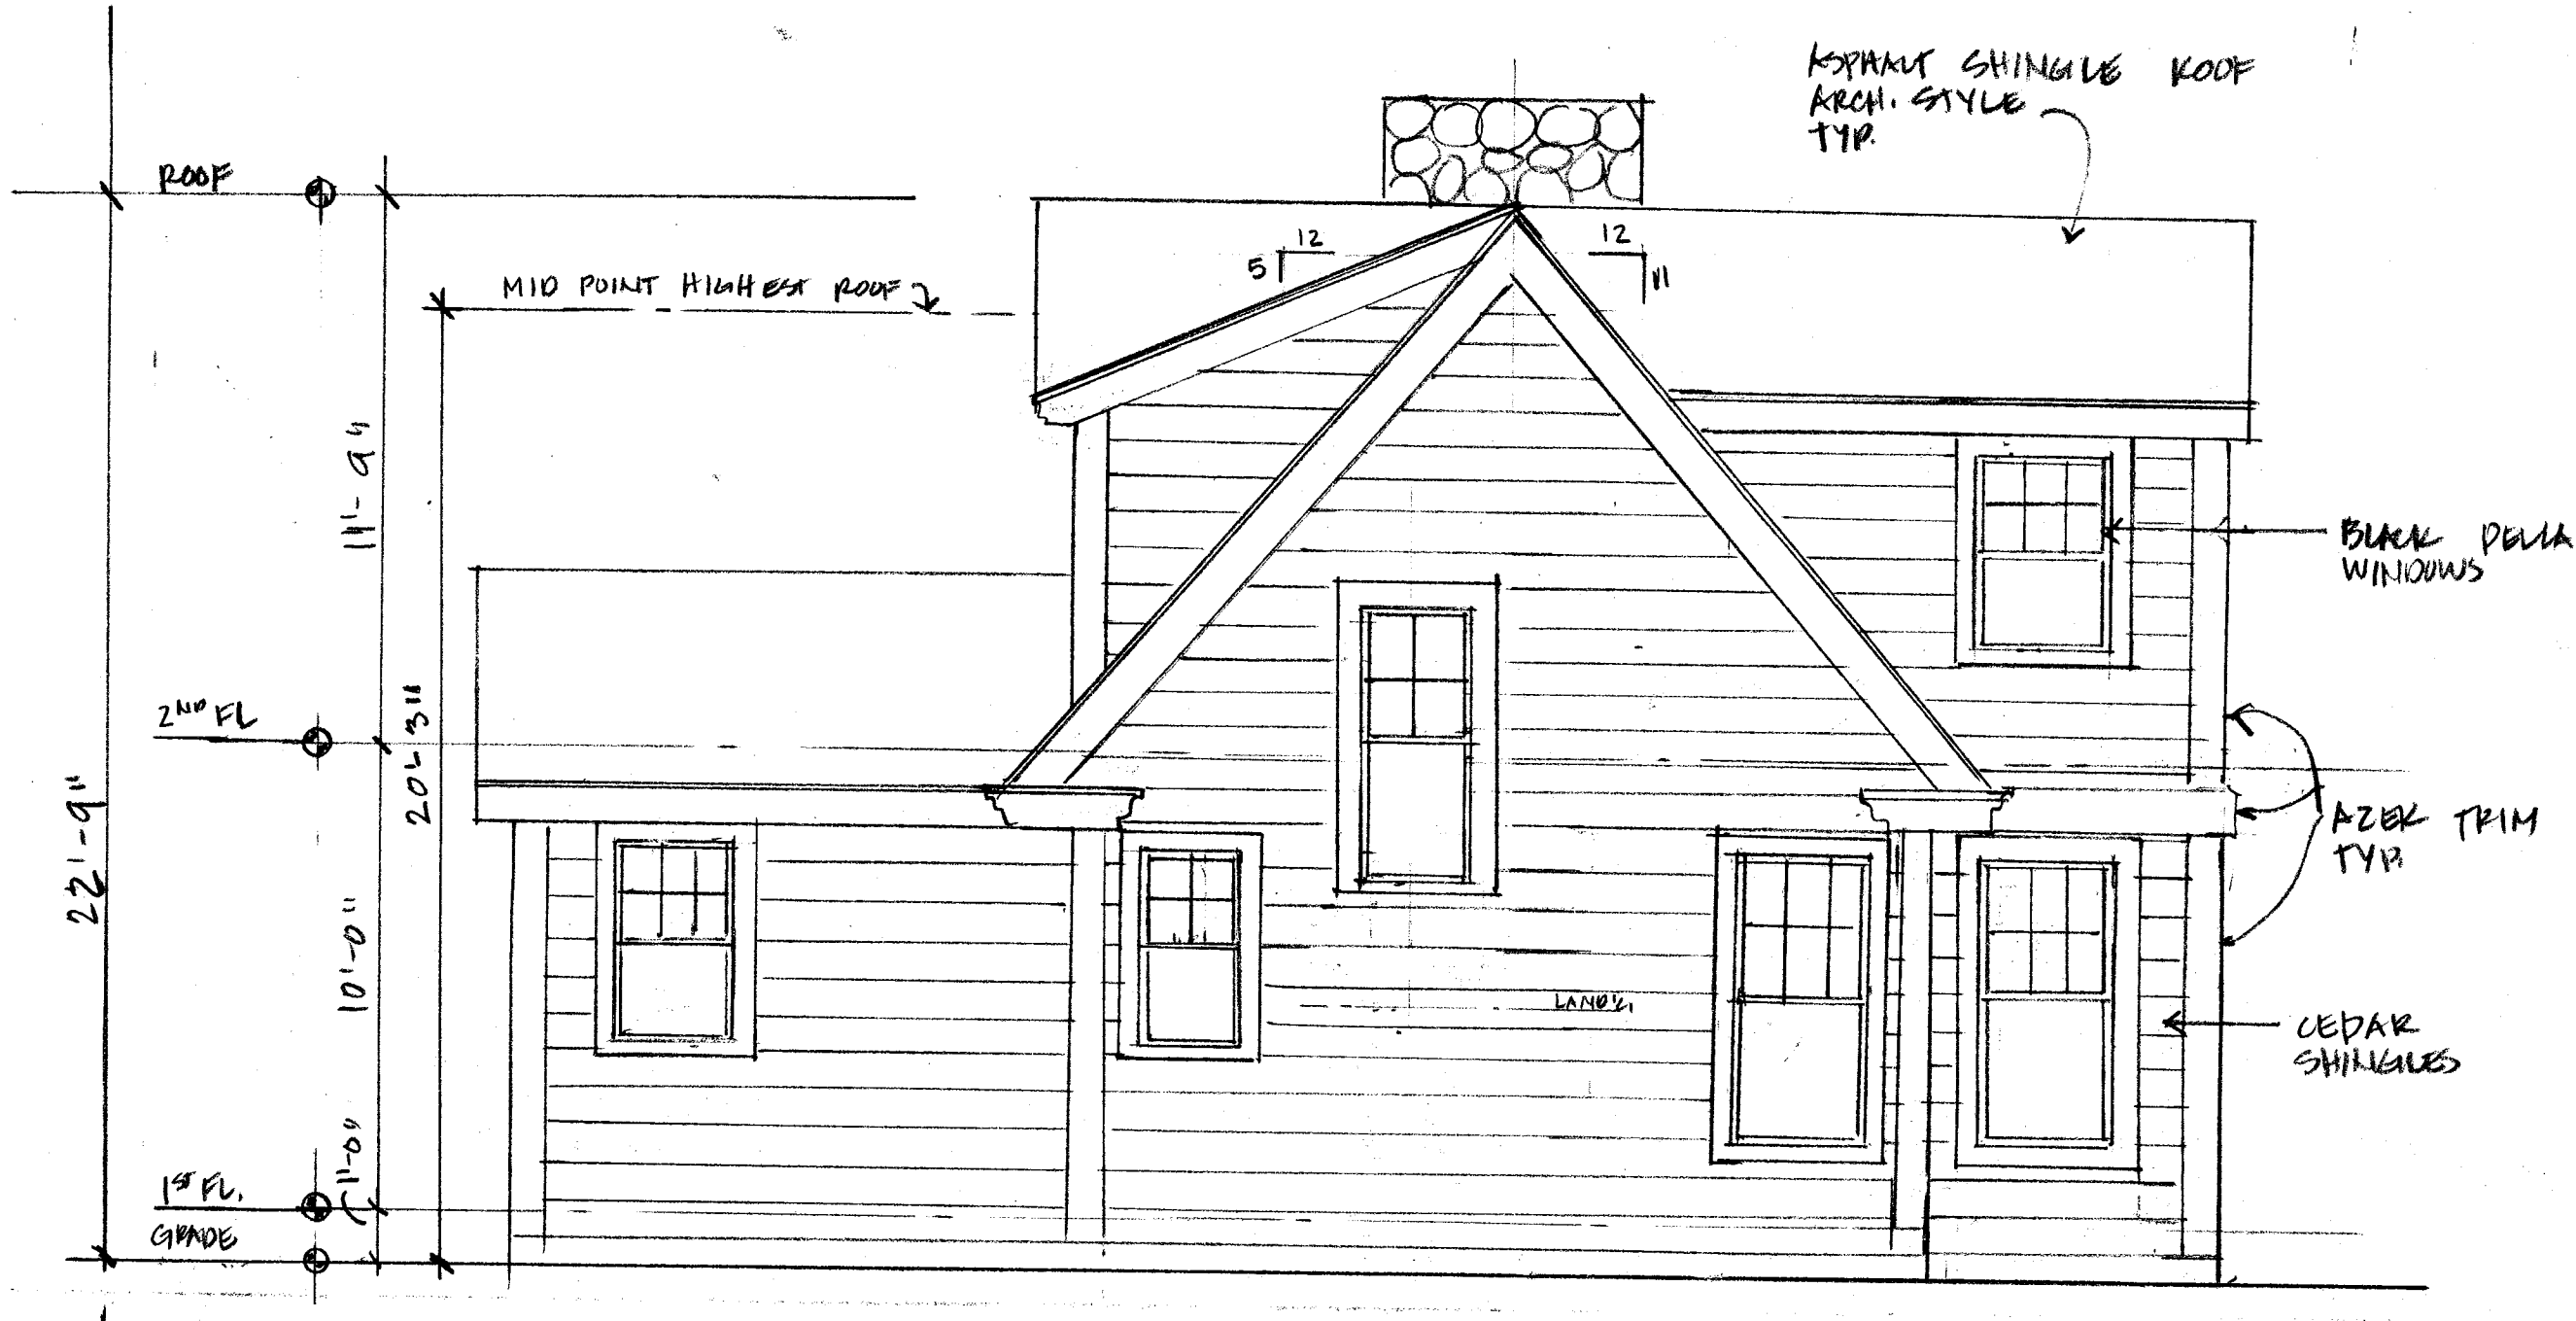 ASPHALT SHINGLE ROOF
ARCH. STYLE
TYP.
ROOF
12
5
12
11
MID POINT HIGHEST ROOF
11'-9"
BLACK PELLA
WINDOWS
2ND FL
20'-3"
22'-9"
AZEK TRIM
TYP.
10'-0"
LAND'G.
CEDAR
SHINGLES
1'-0"
1ST FL.
GRADE